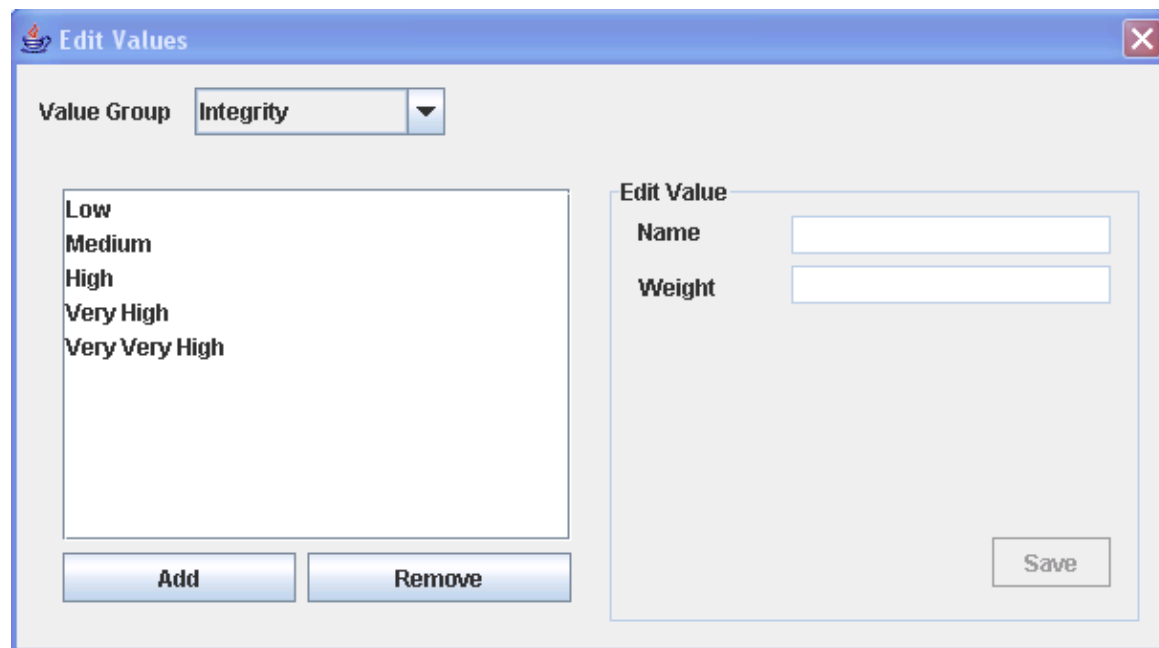 Edit Values
Value Group Integrity
Low
Medium
High
Very High
Very Very High
Add Remove
Edit Value
Name
Weight
Save